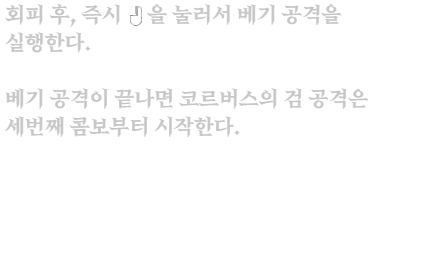 회피 후, 즉시 을 눌러서 베기 공격을
실행한다.
베기 공격이 끝나면 코르버스의 검 공격은
세번째 콤보부터 시작한다.